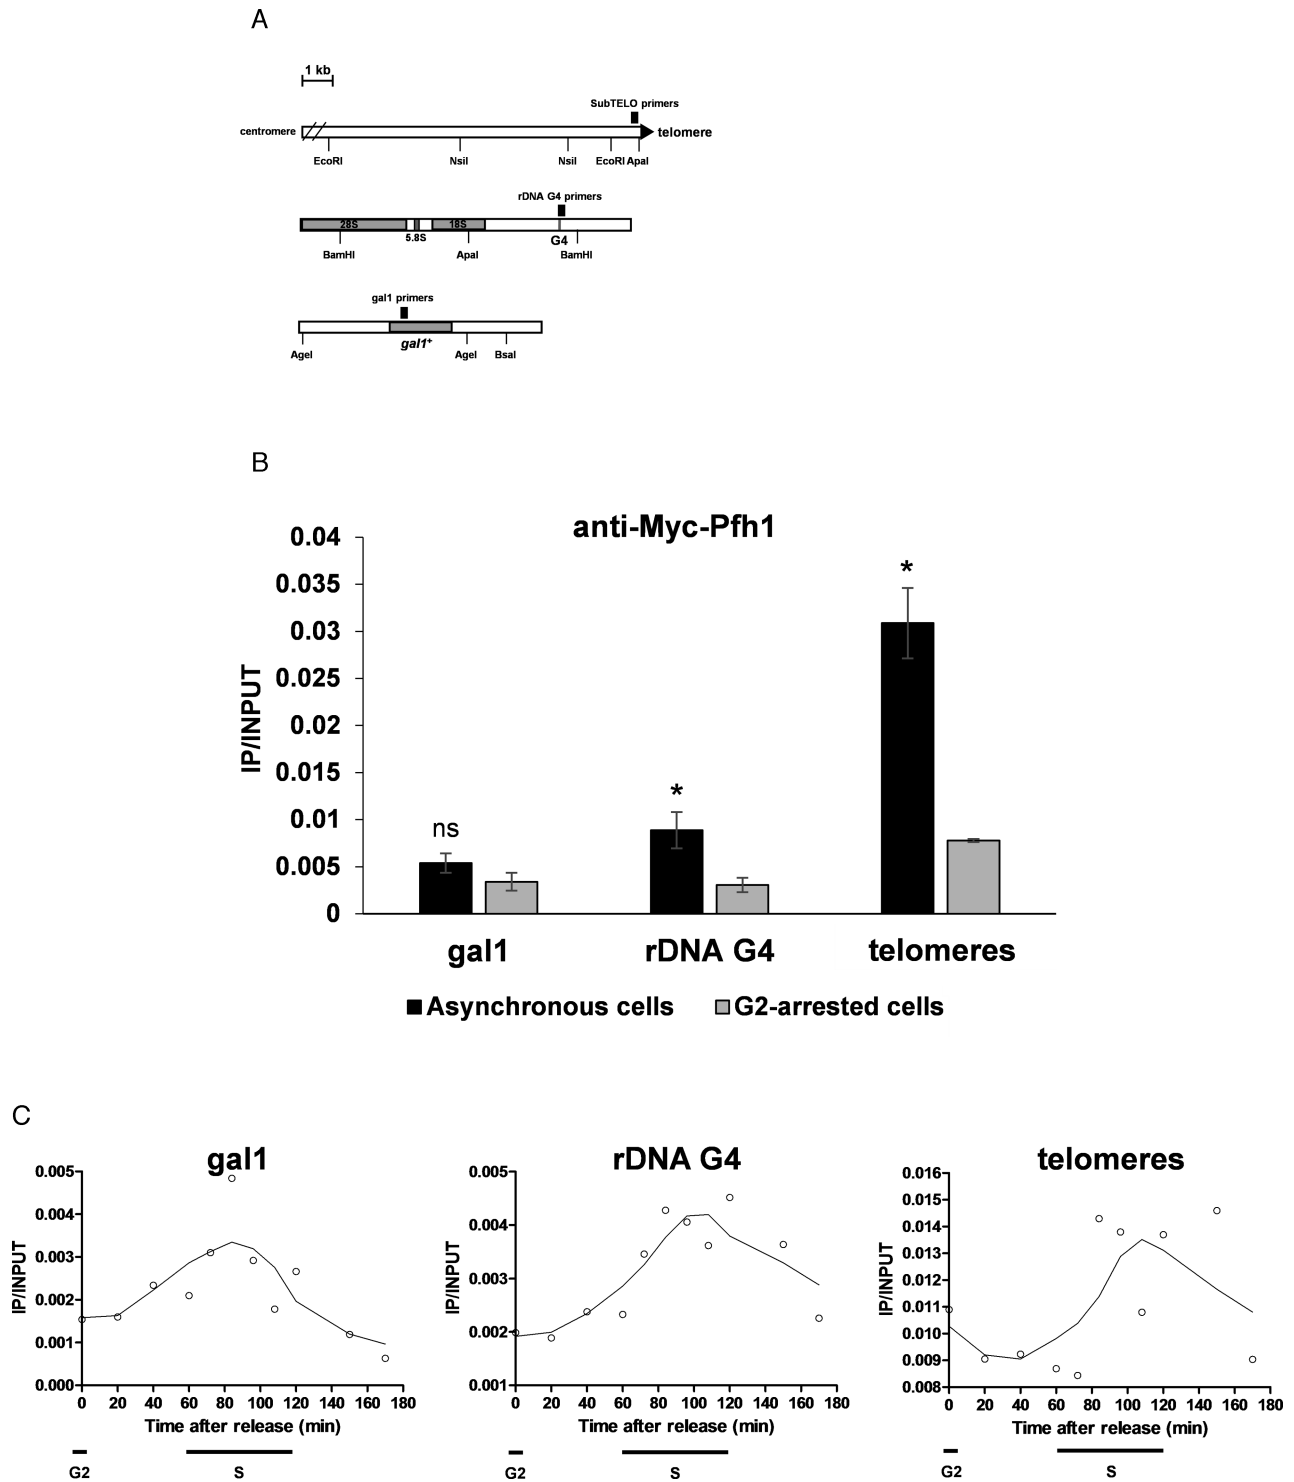 A
1 kb
SubTELO primers
centromere
telomere
EcoRI NsiI NsiI EcoRI ApaI
rDNA G4 primers
28S 18S
5.8S G4
BamHI ApaI BamHI
gal1 primers
gal1+
AgeI AgeI BsaI
B
anti-Myc-Pfh1
0.04
0.035
0.03
0.025
0.02
0.015
0.01
0.005
0
IP/INPUT
ns
*
*
gal1 rDNA G4 telomeres
Asynchronous cells G2-arrested cells
C
gal1
0.005
0.004
0.003
0.002
0.001
0.000
IP/INPUT
0 20 40 60 80 100 120 140 160 180
Time after release (min)
G2 S
rDNA G4
0.005
0.004
0.003
0.002
0.001
IP/INPUT
0 20 40 60 80 100 120 140 160 180
Time after release (min)
G2 S
telomeres
0.016
0.015
0.014
0.013
0.012
0.011
0.010
0.009
0.008
IP/INPUT
0 20 40 60 80 100 120 140 160 180
Time after release (min)
G2 S